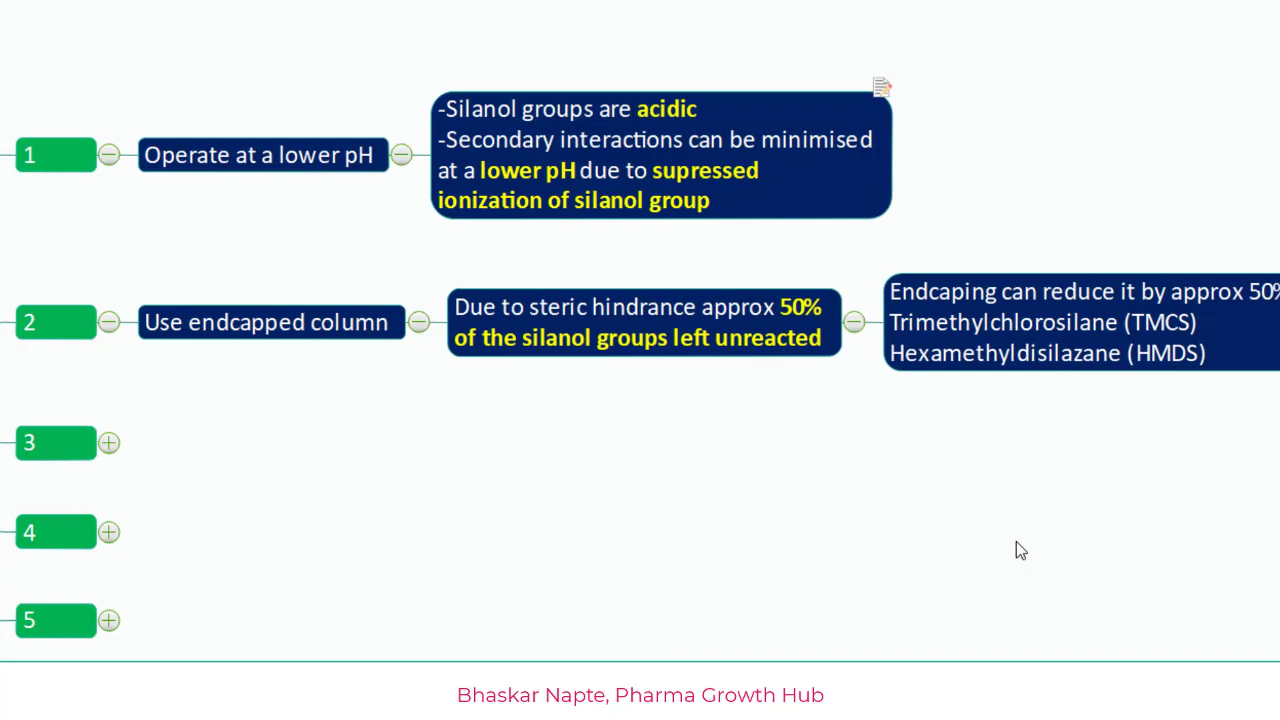 1
Operate at a lower pH
-Silanol groups are acidic
-Secondary interactions can be minimised
at a lower pH due to supressed
ionization of silanol group
2
Use endcapped column
Due to steric hindrance approx 50%
of the silanol groups left unreacted
Endcaping can reduce it by approx 50%
Trimethylchlorosilane (TMCS)
Hexamethyldisilazane (HMDS)
3
4
5
Bhaskar Napte, Pharma Growth Hub